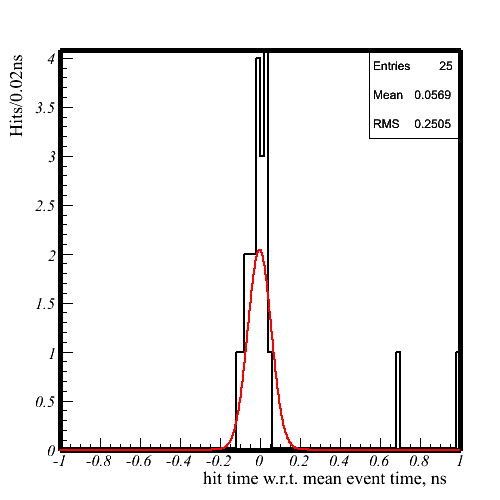 Hits/0.02ns
4
3.5
3
2.5
2
1.5
1
0.5
0
Entries 25
Mean 0.0569
RMS 0.2505
-1 -0.8 -0.6 -0.4 -0.2 0 0.2 0.4 0.6 0.8 1
hit time w.r.t. mean event time, ns